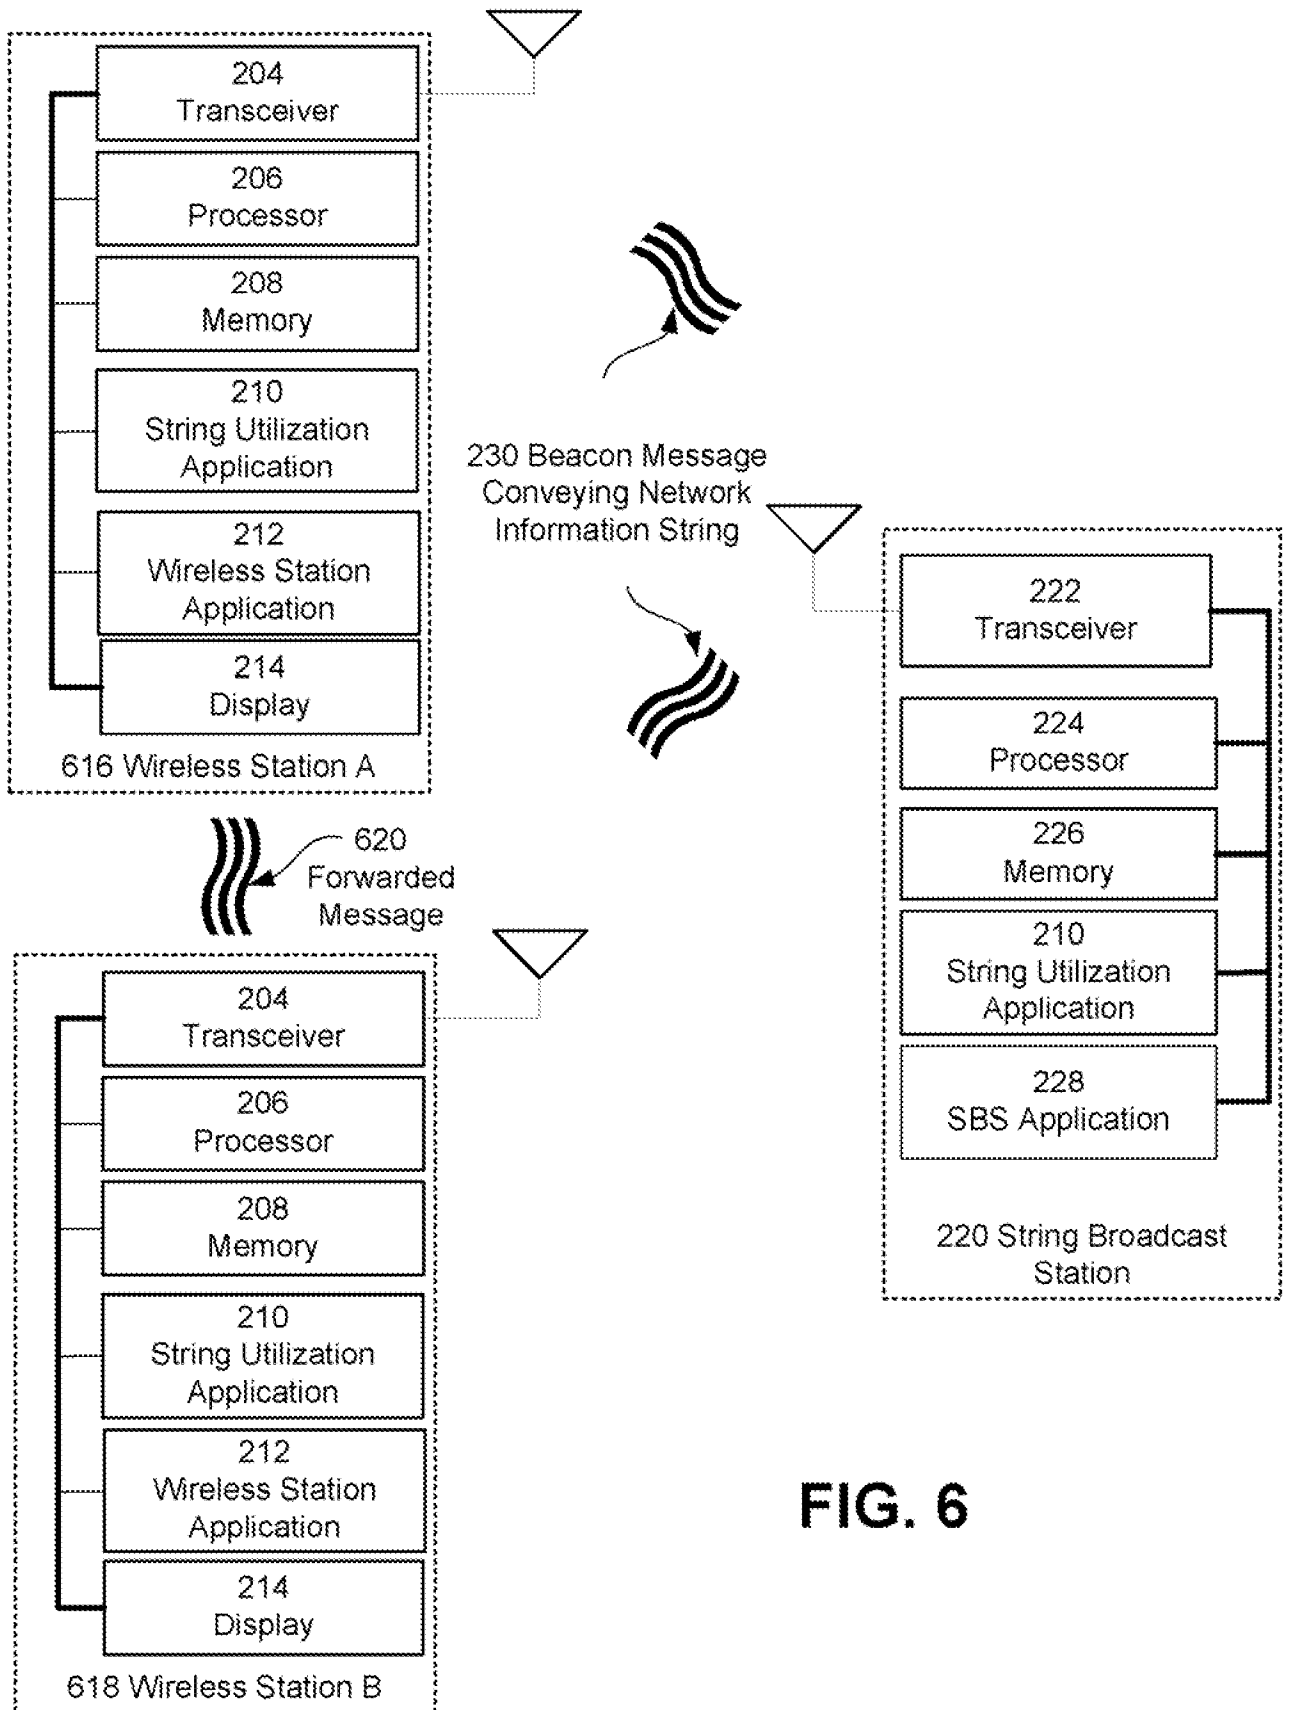 204
Transceiver
206
Processor
208
Memory
210
String Utilization
Application
212
Wireless Station
Application
214
Display
616 Wireless Station A
230 Beacon Message
Conveying Network
Information String
222
Transceiver
224
Processor
226
Memory
210
String Utilization
Application
228
SBS Application
220 String Broadcast
Station
620
Forwarded
Message
204
Transceiver
206
Processor
208
Memory
210
String Utilization
Application
212
Wireless Station
Application
214
Display
618 Wireless Station B
FIG. 6